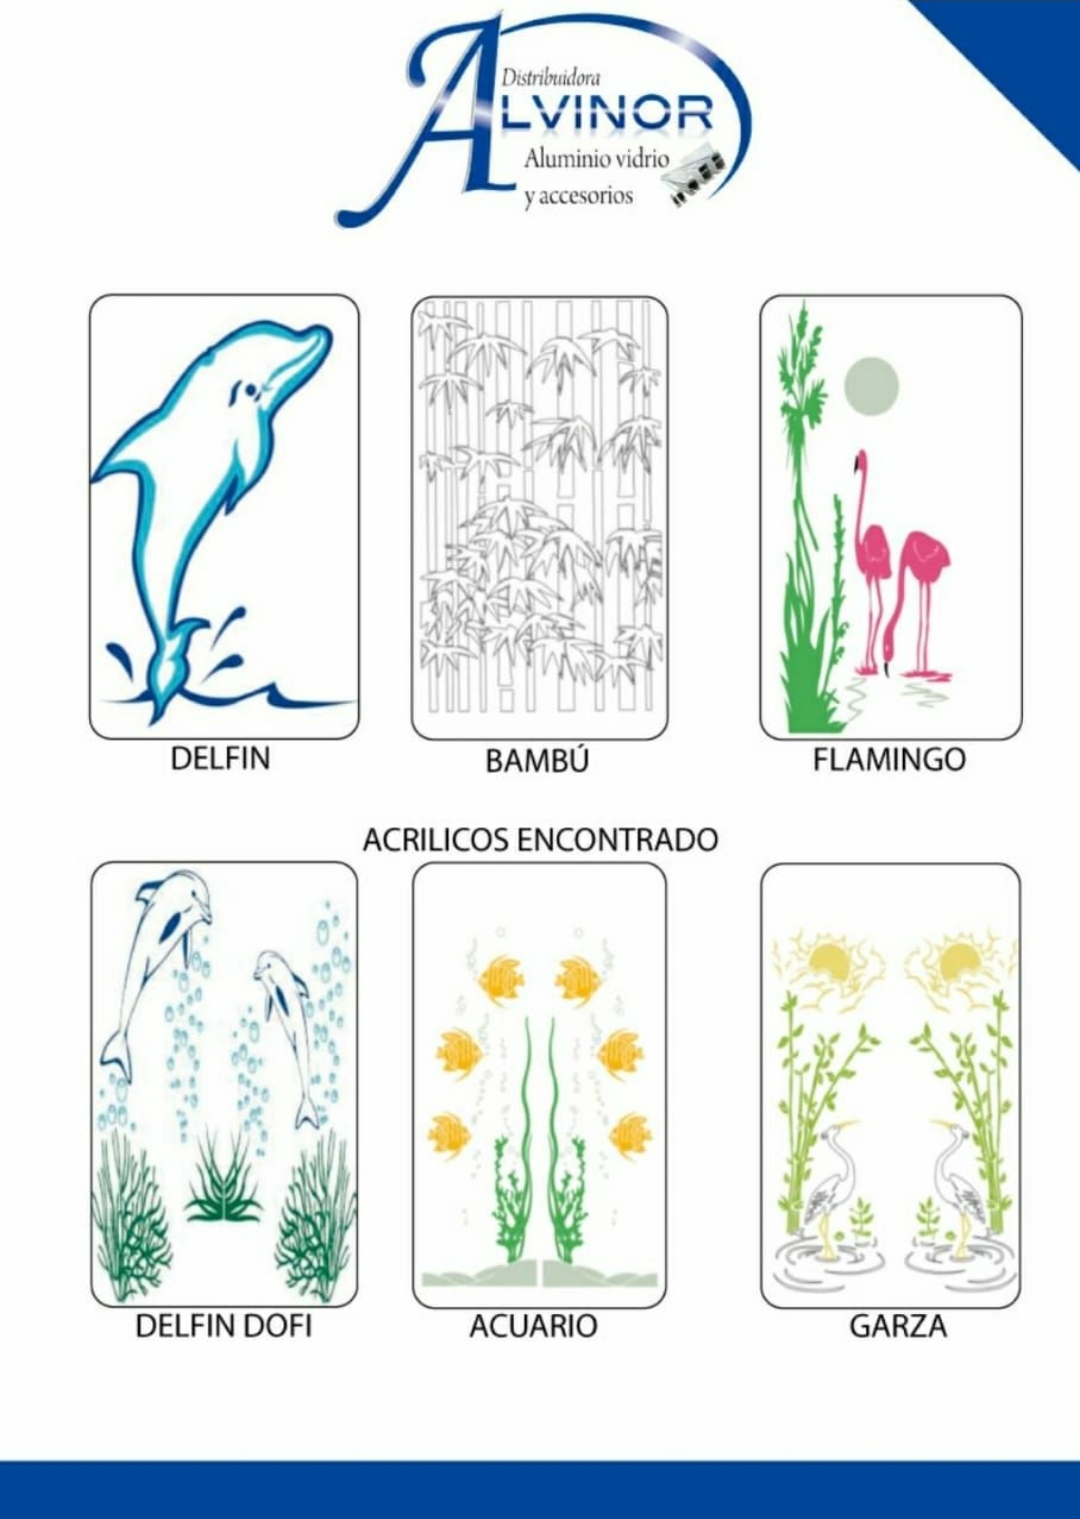 Distribuidora
ALVINOR
Aluminio vidrio
y accesorios
DELFIN
BAMBÚ
FLAMINGO
ACRILICOS ENCONTRADO
DELFIN DOFI
ACUARIO
GARZA